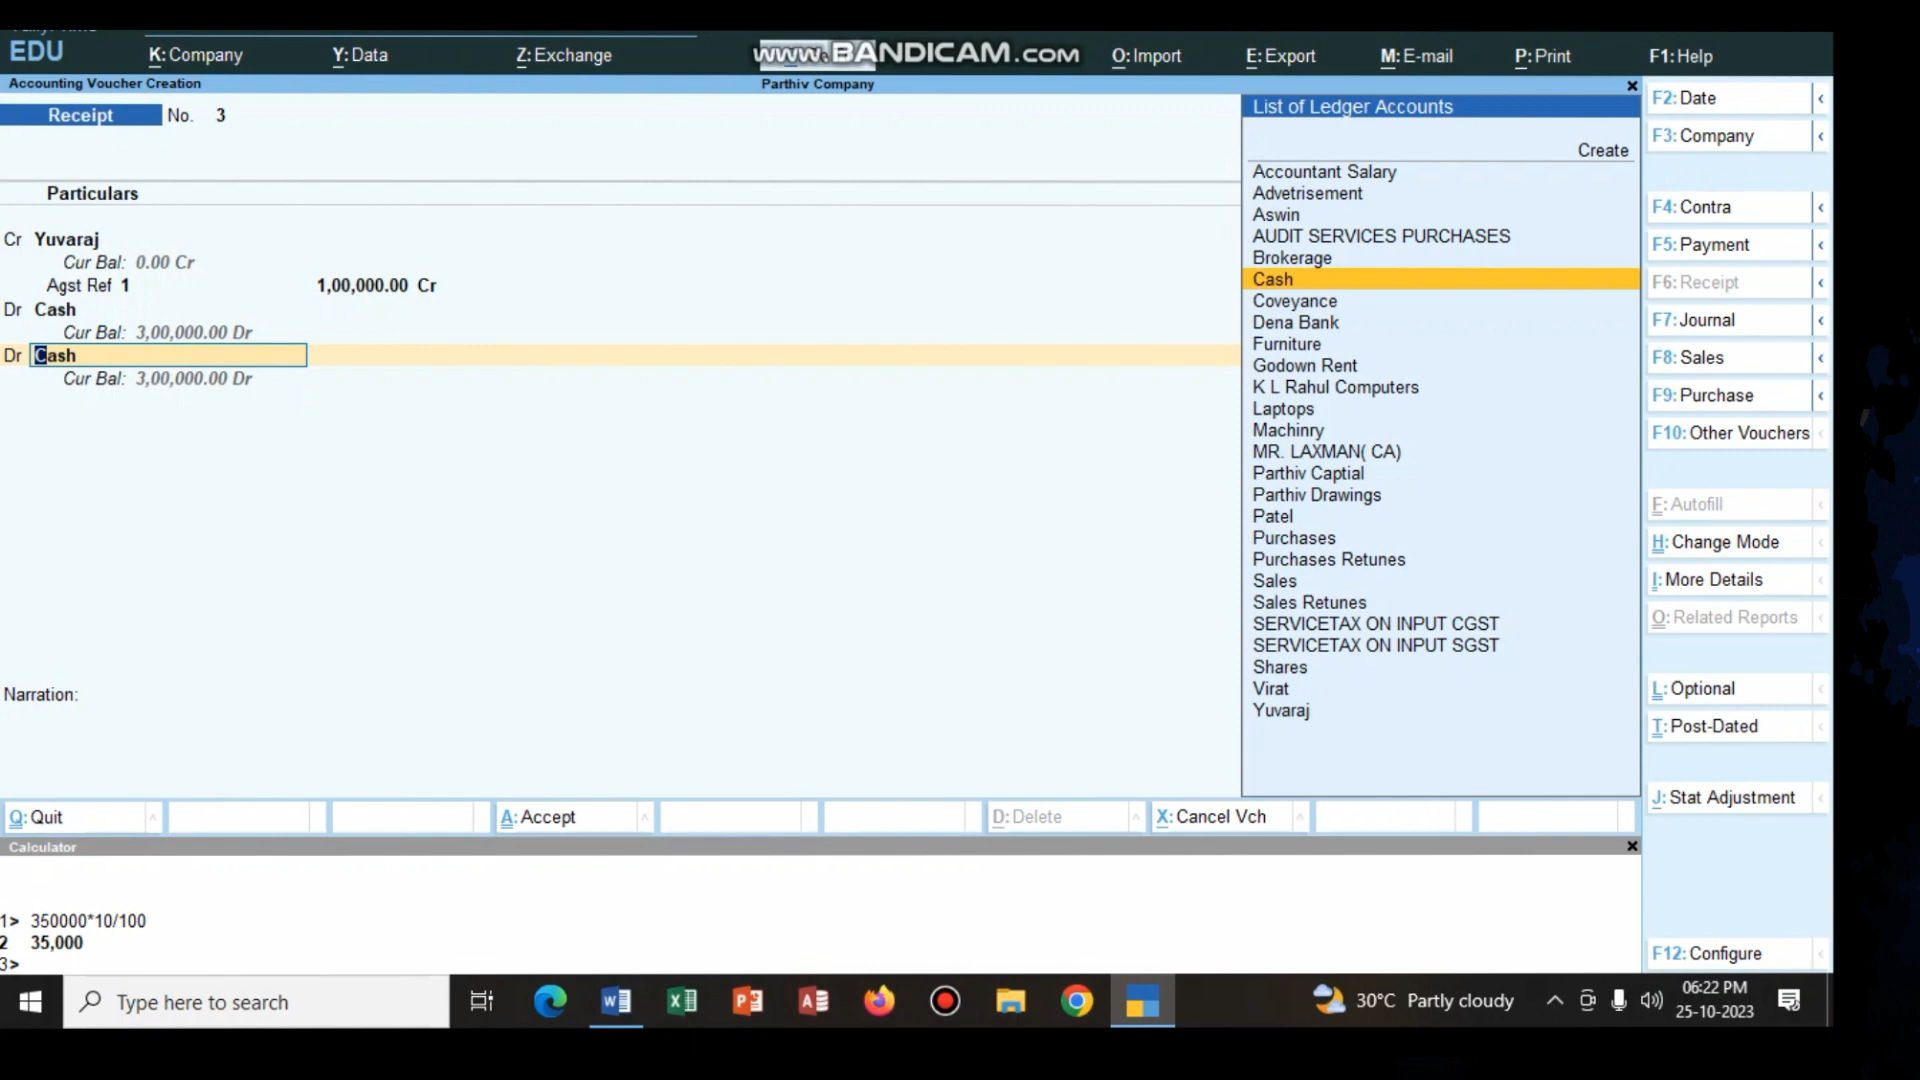 EDU
K: Company
Y: Data
Z: Exchange
www.BANDICAM.COM
O: Import
E: Export
M: E-mail
P: Print
F1: Help
Accounting Voucher Creation
Parthiv Company
Receipt No. 3
Particulars
Cr Yuvaraj
Cur Bal: 0.00 Cr
Agst Ref 1 1,00,000.00 Cr
Dr Cash
Cur Bal: 3,00,000.00 Dr
Dr Cash
Cur Bal: 3,00,000.00 Dr
Narration:
List of Ledger Accounts
Create
Accountant Salary
Advetrisement
Aswin
AUDIT SERVICES PURCHASES
Brokerage
Cash
Coveyance
Dena Bank
Furniture
Godown Rent
K L Rahul Computers
Laptops
Machinry
MR. LAXMAN( CA)
Parthiv Captial
Parthiv Drawings
Patel
Purchases
Purchases Retunes
Sales
Sales Retunes
SERVICETAX ON INPUT CGST
SERVICETAX ON INPUT SGST
Shares
Virat
Yuvaraj
F2: Date
F3: Company
F4: Contra
F5: Payment
F6: Receipt
F7: Journal
F8: Sales
F9: Purchase
F10: Other Vouchers
F: Autofill
H: Change Mode
I: More Details
O: Related Reports
L: Optional
T: Post-Dated
J: Stat Adjustment
F12: Configure
Q: Quit
A: Accept
D: Delete
X: Cancel Vch
Calculator
1> 350000*10/100
2 35,000
3>
Type here to search
30°C Partly cloudy
06:22 PM
25-10-2023